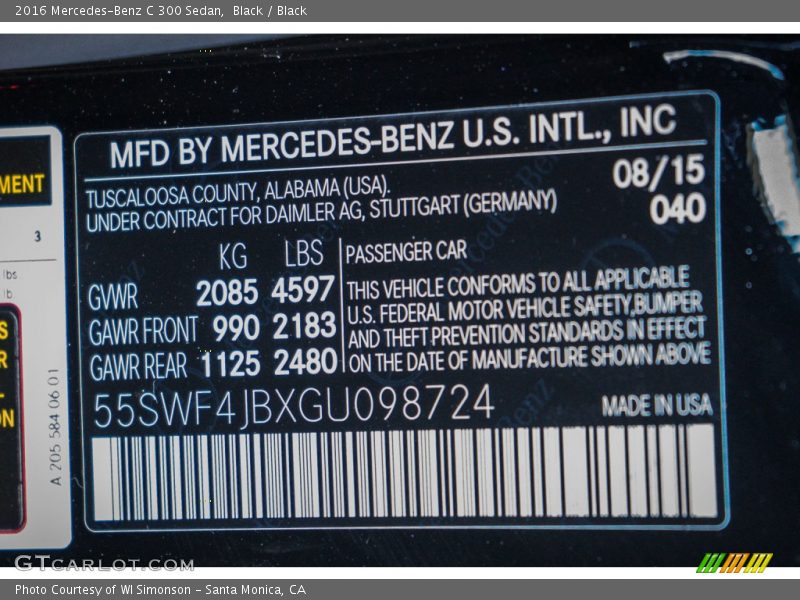 2016 Mercedes-Benz C 300 Sedan, Black / Black
MENT
3
lbs
lb
S
R
ON
A 205 584 06 01
MFD BY MERCEDES-BENZ U.S. INTL., INC
TUSCALOOSA COUNTY, ALABAMA (USA).
UNDER CONTRACT FOR DAIMLER AG, STUTTGART (GERMANY)
08/15
040
KG LBS
GVWR 2085 4597
GAWR FRONT 990 2183
GAWR REAR 1125 2480
PASSENGER CAR
THIS VEHICLE CONFORMS TO ALL APPLICABLE
U.S. FEDERAL MOTOR VEHICLE SAFETY,BUMPER
AND THEFT PREVENTION STANDARDS IN EFFECT
ON THE DATE OF MANUFACTURE SHOWN ABOVE
55SWF4JBXGU098724
MADE IN USA
GTCARLOT.COM
Photo Courtesy of WI Simonson - Santa Monica, CA